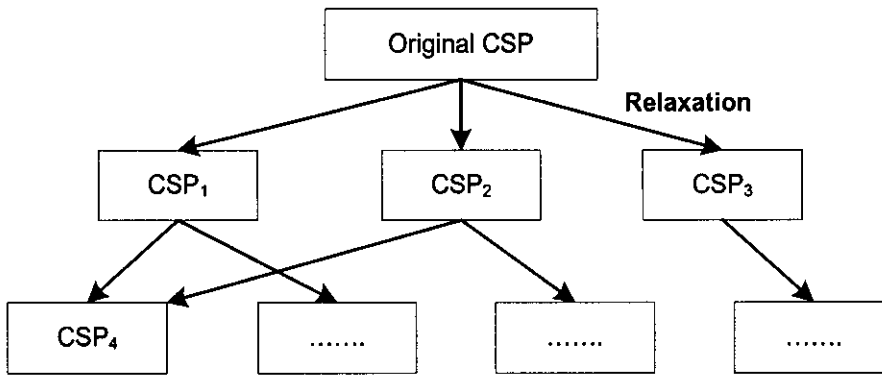 Original CSP
Relaxation
CSP₁
CSP₂
CSP₃
CSP₄
.......
.......
.......